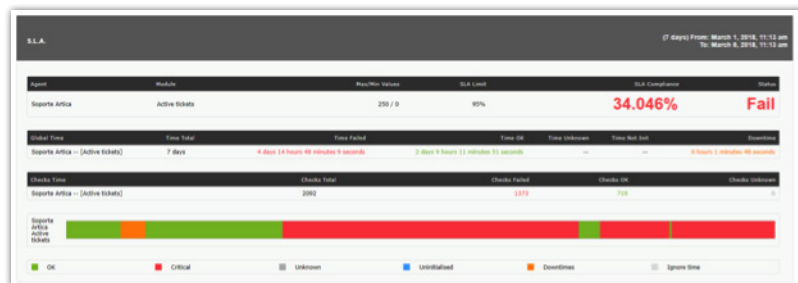 S.L.A.
(7 days) From: March 1, 2018, 11:13 am
To: March 8, 2018, 11:13 am
Agent Module Max/Min Values SLA Limit SLA Compliance Status
Soporte Artica Active tickets 250 / 0 95% 34.046% Fail
Global Time Time Total Time Failed Time OK Time Unknown Time Not Init Downtime
Soporte Artica -- [Active tickets] 7 days 4 days 14 hours 48 minutes 9 seconds 2 days 9 hours 11 minutes 51 seconds -- -- 6 hours 1 minutes 40 seconds
Checks Time Checks Total Checks Failed Checks OK Checks Unknown
Soporte Artica -- [Active tickets] 2092 1373 719 0
Soporte
Artica
Active
tickets
OK Critical Unknown Uninitialised Downtimes Ignore time